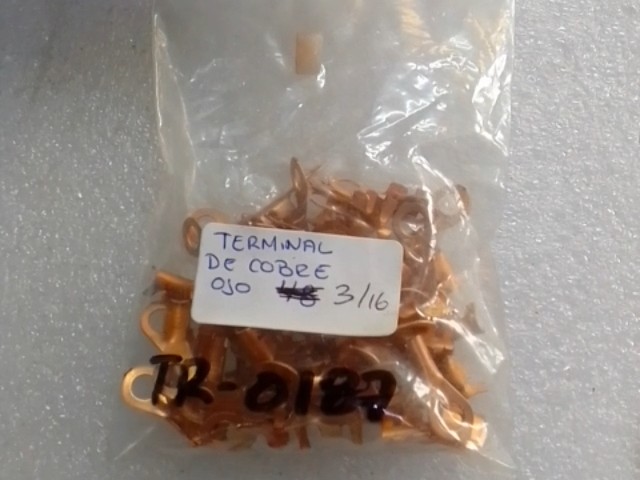 TERMINAL
DE COBRE
OJO 3/16
TR-0187